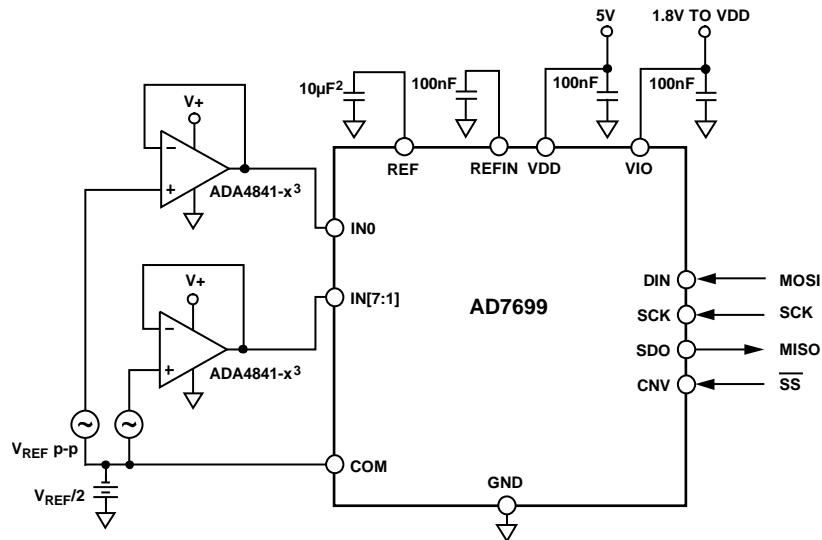 5V
1.8V TO VDD
10µF²
100nF
100nF
100nF
V+
−
+
ADA4841-x³
REF
REFIN
VDD
VIO
IN0
V+
−
+
ADA4841-x³
IN[7:1]
AD7699
DIN
MOSI
SCK
SCK
SDO
MISO
CNV
S̅S̅
~
~
VREF p-p
COM
VREF/2
GND